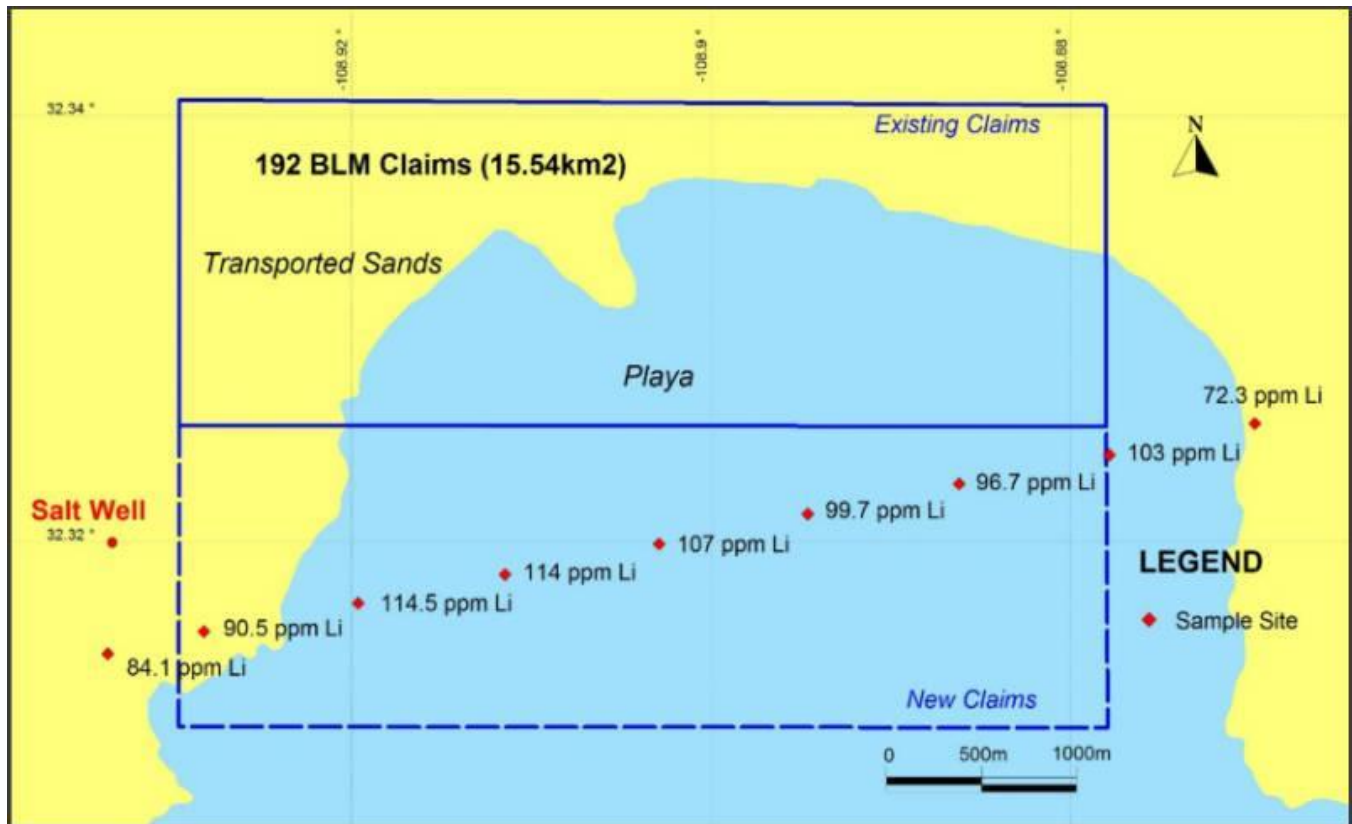 -108.92
-108.9
-108.88
32.34 °
Existing Claims
N
192 BLM Claims (15.54km2)
Transported Sands
Playa
72.3 ppm Li
103 ppm Li
96.7 ppm Li
Salt Well
99.7 ppm Li
32.32 °
107 ppm Li
LEGEND
114 ppm Li
114.5 ppm Li
Sample Site
90.5 ppm Li
84.1 ppm Li
New Claims
0 500m 1000m